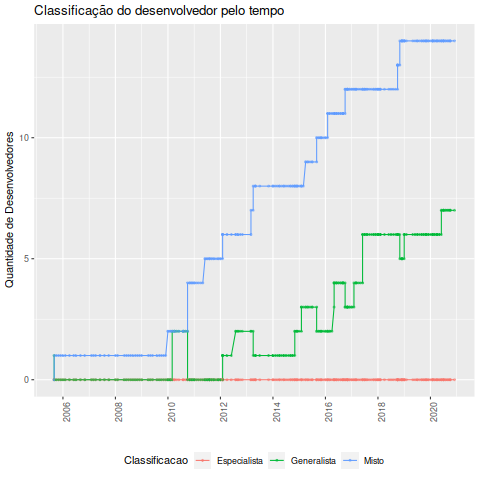 Classificação do desenvolvedor pelo tempo
Quantidade de Desenvolvedores
10
5
0
2006
2008
2010
2012
2014
2016
2018
2020
Classificacao
Especialista
Generalista
Misto